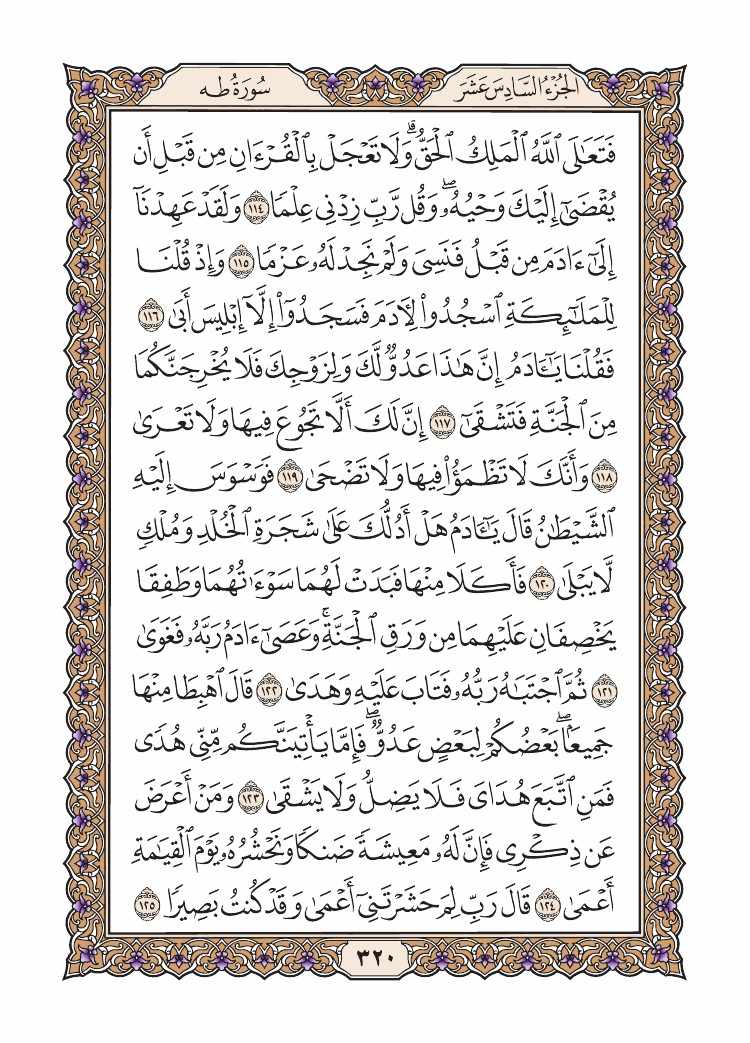 الجُزْءُ السَّادِسَ عَشَرَ
سُورَةُ طه
فَتَعَٰلَى ٱللَّهُ ٱلْمَلِكُ ٱلْحَقُّۗ وَلَا تَعْجَلْ بِٱلْقُرْءَانِ مِن قَبْلِ أَن
يُقْضَىٰٓ إِلَيْكَ وَحْيُهُۥۖ وَقُل رَّبِّ زِدْنِى عِلْمًا ١١٤ وَلَقَدْ عَهِدْنَآ
إِلَىٰٓ ءَادَمَ مِن قَبْلُ فَنَسِىَ وَلَمْ نَجِدْ لَهُۥ عَزْمًا ١١٥ وَإِذْ قُلْنَا
لِلْمَلَٰٓئِكَةِ ٱسْجُدُوا۟ لِءَادَمَ فَسَجَدُوٓا۟ إِلَّآ إِبْلِيسَ أَبَىٰ ١١٦
فَقُلْنَا يَٰٓـَٔادَمُ إِنَّ هَٰذَا عَدُوٌّ لَّكَ وَلِزَوْجِكَ فَلَا يُخْرِجَنَّكُمَا
مِنَ ٱلْجَنَّةِ فَتَشْقَىٰٓ ١١٧ إِنَّ لَكَ أَلَّا تَجُوعَ فِيهَا وَلَا تَعْرَىٰ
١١٨ وَأَنَّكَ لَا تَظْمَؤُا۟ فِيهَا وَلَا تَضْحَىٰ ١١٩ فَوَسْوَسَ إِلَيْهِ
ٱلشَّيْطَٰنُ قَالَ يَٰٓـَٔادَمُ هَلْ أَدُلُّكَ عَلَىٰ شَجَرَةِ ٱلْخُلْدِ وَمُلْكٍ
لَّا يَبْلَىٰ ١٢٠ فَأَكَلَا مِنْهَا فَبَدَتْ لَهُمَا سَوْءَٰتُهُمَا وَطَفِقَا
يَخْصِفَانِ عَلَيْهِمَا مِن وَرَقِ ٱلْجَنَّةِۚ وَعَصَىٰٓ ءَادَمُ رَبَّهُۥ فَغَوَىٰ
١٢١ ثُمَّ ٱجْتَبَٰهُ رَبُّهُۥ فَتَابَ عَلَيْهِ وَهَدَىٰ ١٢٢ قَالَ ٱهْبِطَا مِنْهَا
جَمِيعًۢاۖ بَعْضُكُمْ لِبَعْضٍ عَدُوٌّۖ فَإِمَّا يَأْتِيَنَّكُم مِّنِّى هُدًى
فَمَنِ ٱتَّبَعَ هُدَاىَ فَلَا يَضِلُّ وَلَا يَشْقَىٰ ١٢٣ وَمَنْ أَعْرَضَ
عَن ذِكْرِى فَإِنَّ لَهُۥ مَعِيشَةً ضَنكًا وَنَحْشُرُهُۥ يَوْمَ ٱلْقِيَٰمَةِ
أَعْمَىٰ ١٢٤ قَالَ رَبِّ لِمَ حَشَرْتَنِىٓ أَعْمَىٰ وَقَدْ كُنتُ بَصِيرًا ١٢٥
٣٢٠